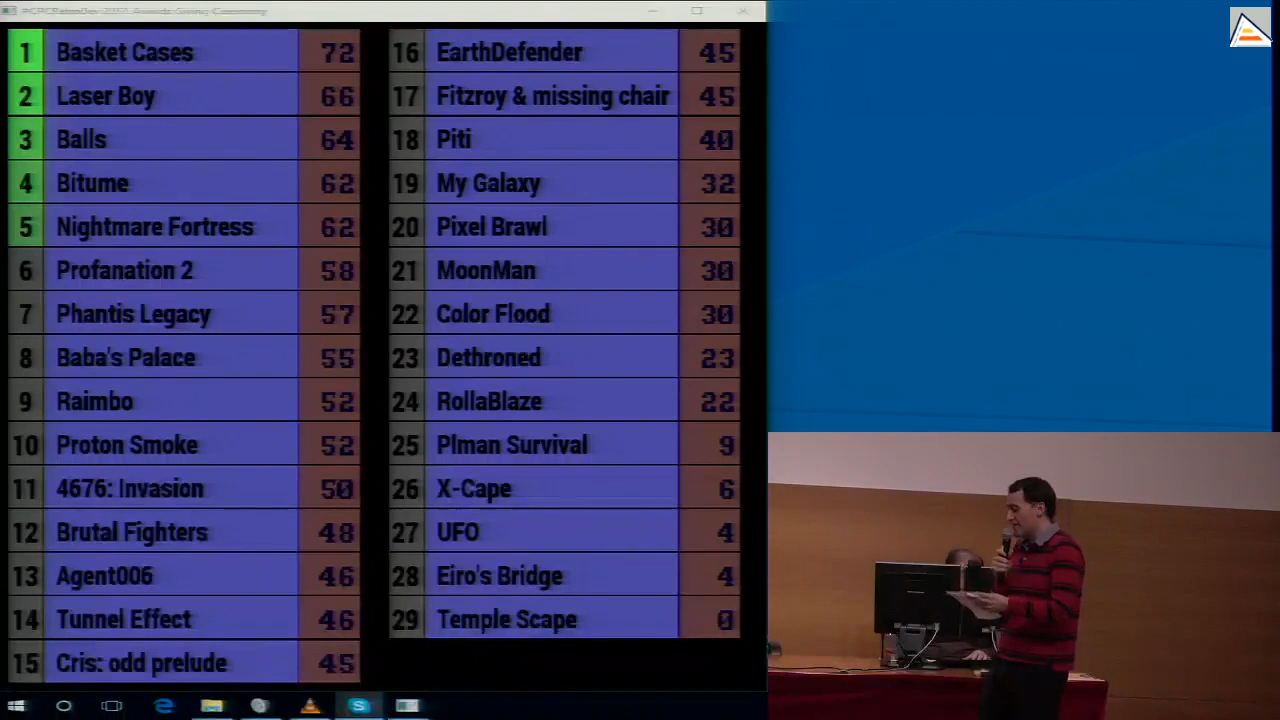 1 Basket Cases 72
2 Laser Boy 66
3 Balls 64
4 Bitume 62
5 Nightmare Fortress 62
6 Profanation 2 58
7 Phantis Legacy 57
8 Baba's Palace 55
9 Raimbo 52
10 Proton Smoke 52
11 4676: Invasion 50
12 Brutal Fighters 48
13 Agent006 46
14 Tunnel Effect 46
15 Cris: odd prelude 45
16 EarthDefender 45
17 Fitzroy & missing chair 45
18 Piti 40
19 My Galaxy 32
20 Pixel Brawl 30
21 MoonMan 30
22 Color Flood 30
23 Dethroned 23
24 RollaBlaze 22
25 Plman Survival 9
26 X-Cape 6
27 UFO 4
28 Eiro's Bridge 4
29 Temple Scape 0